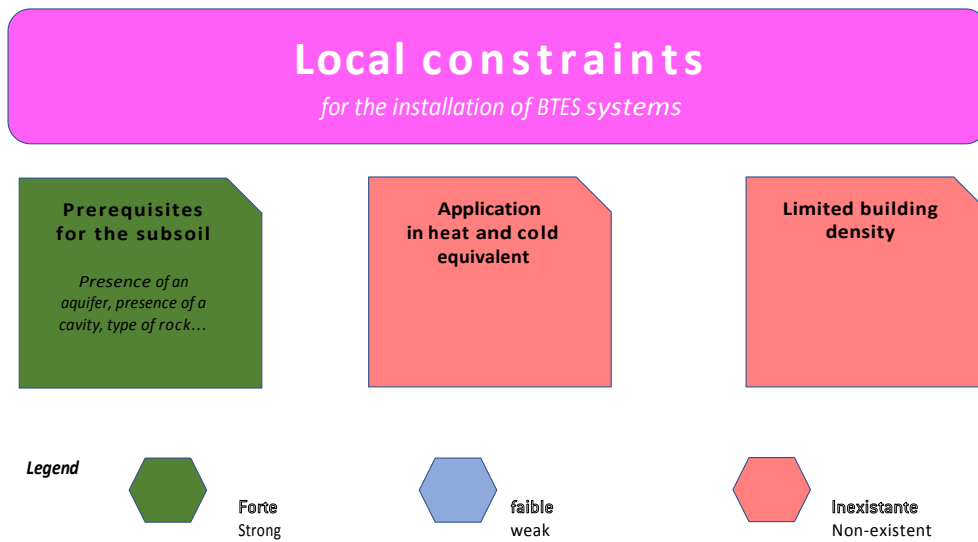 Local constraints
for the installation of BTES systems
Prerequisites
for the subsoil
Presence of an
aquifer, presence of a
cavity, type of rock...
Application
in heat and cold
equivalent
Limited building
density
Legend
Forte
Strong
faible
weak
Inexistante
Non-existent